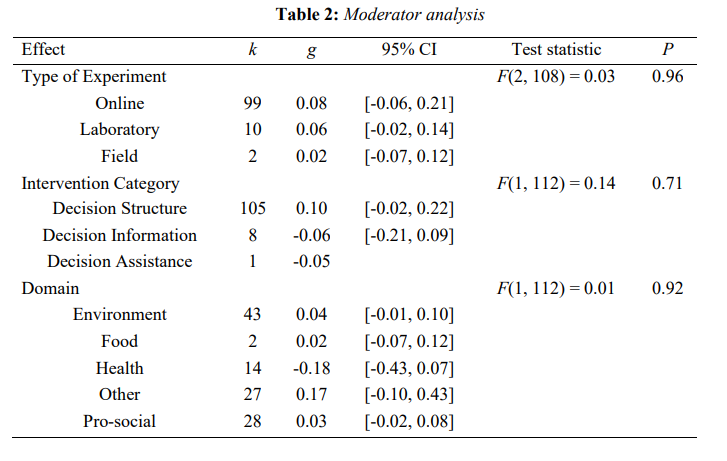 Table 2: Moderator analysis
Effect k g 95% CI Test statistic P
Type of Experiment F(2, 108) = 0.03 0.96
Online 99 0.08 [-0.06, 0.21]
Laboratory 10 0.06 [-0.02, 0.14]
Field 2 0.02 [-0.07, 0.12]
Intervention Category F(1, 112) = 0.14 0.71
Decision Structure 105 0.10 [-0.02, 0.22]
Decision Information 8 -0.06 [-0.21, 0.09]
Decision Assistance 1 -0.05
Domain F(1, 112) = 0.01 0.92
Environment 43 0.04 [-0.01, 0.10]
Food 2 0.02 [-0.07, 0.12]
Health 14 -0.18 [-0.43, 0.07]
Other 27 0.17 [-0.10, 0.43]
Pro-social 28 0.03 [-0.02, 0.08]